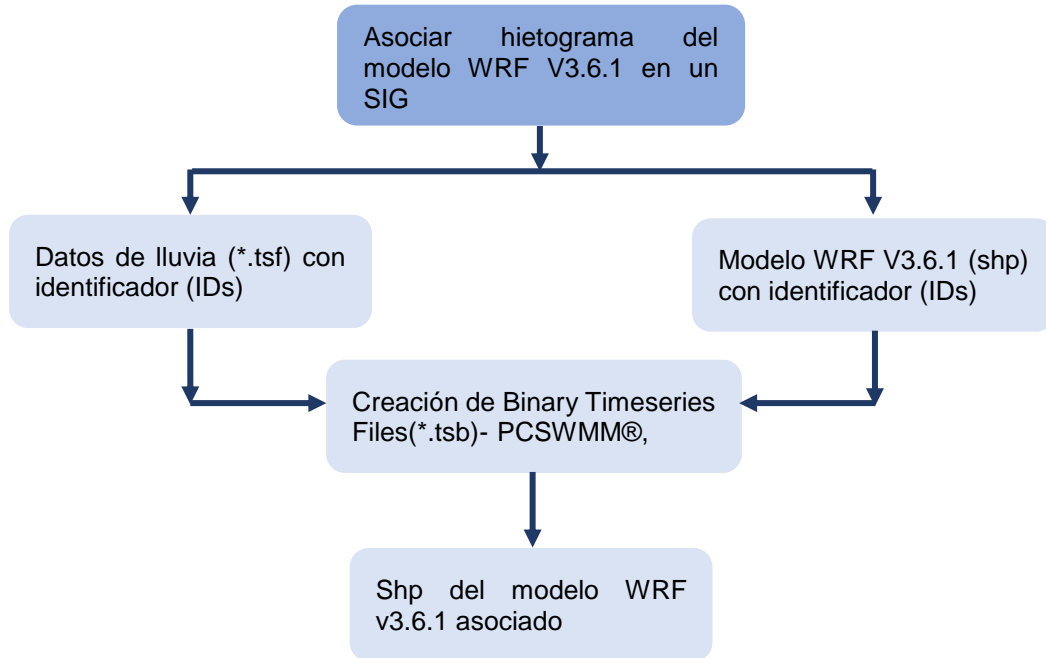 Asociar hietograma del
modelo WRF V3.6.1 en un
SIG
Datos de lluvia (*.tsf) con
identificador (IDs)
Modelo WRF V3.6.1 (shp)
con identificador (IDs)
Creación de Binary Timeseries
Files(*.tsb)- PCSWMM®,
Shp del modelo WRF
v3.6.1 asociado